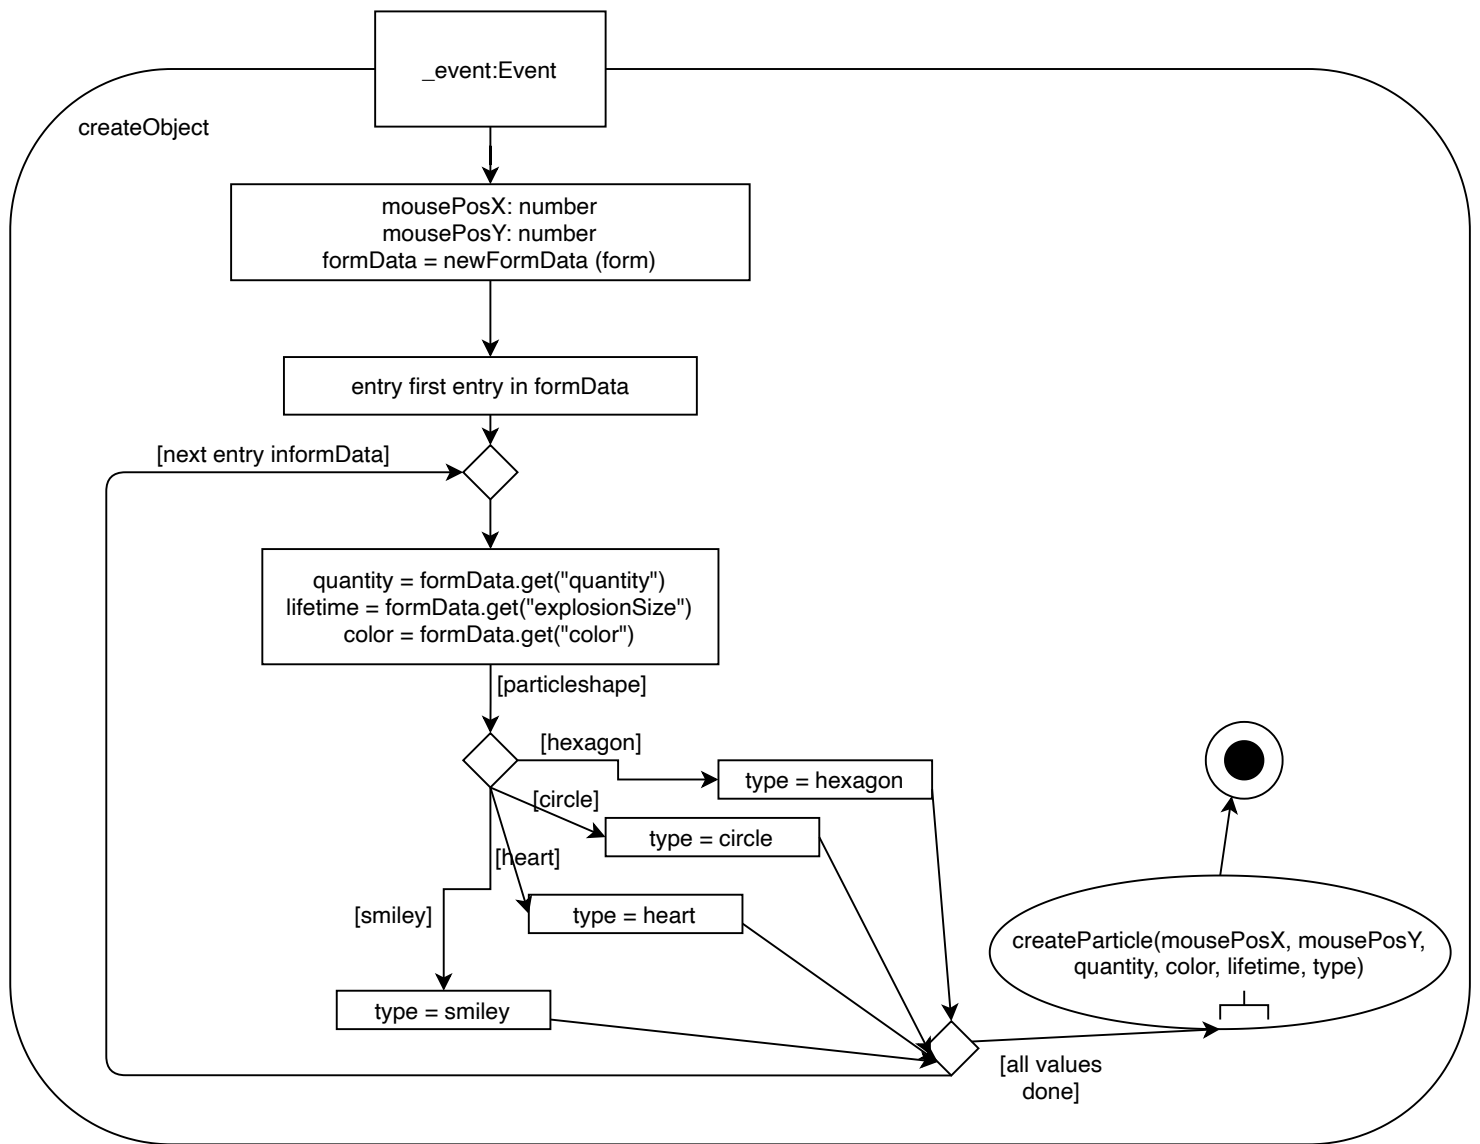 _event:Event
createObject
mousePosX: number
mousePosY: number
formData = newFormData (form)
entry first entry in formData
[next entry informData]
quantity = formData.get("quantity")
lifetime = formData.get("explosionSize")
color = formData.get("color")
[particleshape]
[hexagon]
type = hexagon
[circle]
type = circle
[heart]
type = heart
[smiley]
type = smiley
createParticle(mousePosX, mousePosY,
quantity, color, lifetime, type)
[all values
done]